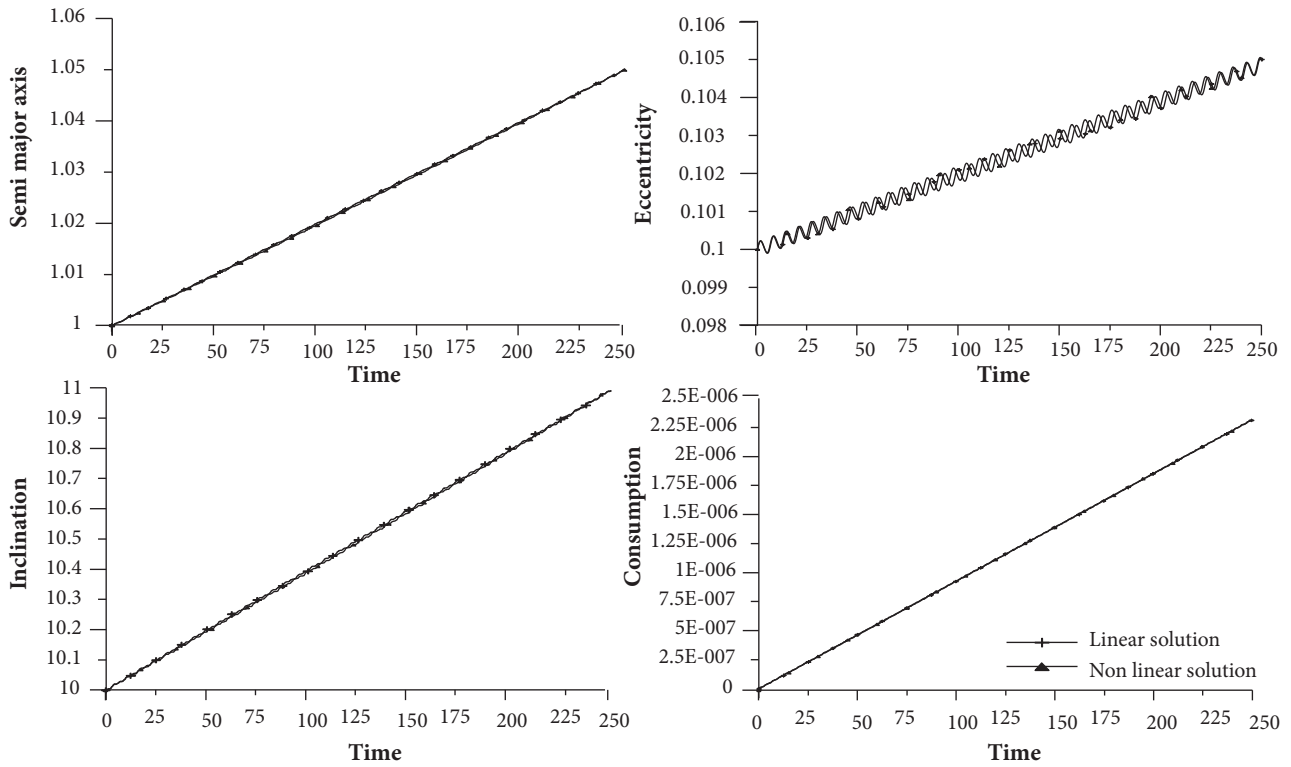 Semi major axis
1.06
1.05
1.04
1.03
1.02
1.01
1
0 25 50 75 100 125 150 175 200 225 250
Time
Eccentricity
0.106
0.105
0.104
0.103
0.102
0.101
0.1
0.099
0.098
0 25 50 75 100 125 150 175 200 225 250
Time
Inclination
11
10.9
10.8
10.7
10.6
10.5
10.4
10.3
10.2
10.1
10
0 25 50 75 100 125 150 175 200 225 250
Time
Consumption
2.5E-006
2.25E-006
2E-006
1.75E-006
1.5E-006
1.25E-006
1E-006
7.5E-007
5E-007
2.5E-007
0
0 25 50 75 100 125 150 175 200 225 250
Time
Linear solution
Non linear solution